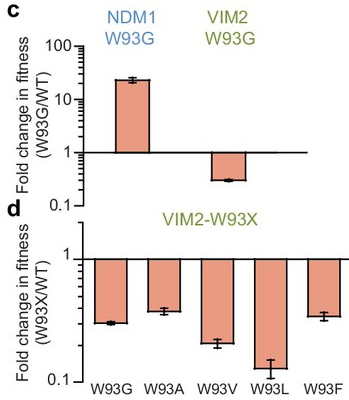 c
NDM1 VIM2
W93G W93G
Fold change in fitness
(W93G/WT)
100
10
1
0.1
d
VIM2-W93X
Fold change in fitness
(W93X/WT)
1
0.1
W93G W93A W93V W93L W93F